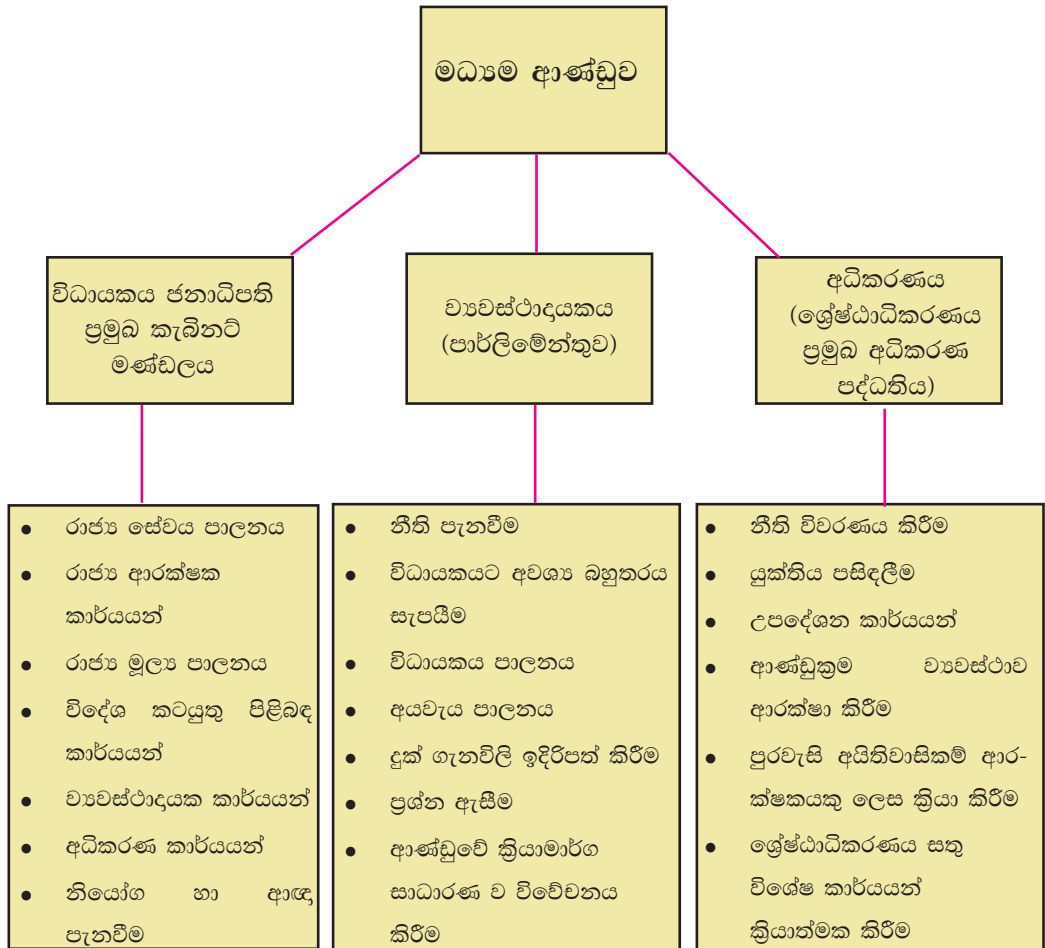 මධ්‍යම ආණ්ඩුව
විධායකය ජනාධිපති
ප්‍රමුඛ කැබිනට්
මණ්ඩලය
ව්‍යවස්ථාදායකය
(පාර්ලිමේන්තුව)
අධිකරණය
(ශ්‍රේෂ්ඨාධිකරණය
ප්‍රමුඛ අධිකරණ
පද්ධතිය)
● රාජ්‍ය සේවය පාලනය
● රාජ්‍ය ආරක්ෂක
කාර්යයන්
● රාජ්‍ය මූල්‍ය පාලනය
● විදේශ කටයුතු පිළිබඳ
කාර්යයන්
● ව්‍යවස්ථාදායක කාර්යයන්
● අධිකරණ කාර්යයන්
● නියෝග හා ආඥා
පැනවීම
● නීති පැනවීම
● විධායකයට අවශ්‍ය බහුතරය
සැපයීම
● විධායකය පාලනය
● අයවැය පාලනය
● දුක් ගැනවිලි ඉදිරිපත් කිරීම
● ප්‍රශ්න ඇසීම
● ආණ්ඩුවේ ක්‍රියාමාර්ග
සාධාරණ ව විවේචනය
කිරීම
● නීති විවරණය කිරීම
● යුක්තිය පසිඳලීම
● උපදේශන කාර්යයන්
● ආණ්ඩුක්‍රම ව්‍යවස්ථාව
ආරක්ෂා කිරීම
● පුරවැසි අයිතිවාසිකම් ආර-
ක්ෂකයකු ලෙස ක්‍රියා කිරීම
● ශ්‍රේෂ්ඨාධිකරණය සතු
විශේෂ කාර්යයන්
ක්‍රියාත්මක කිරීම